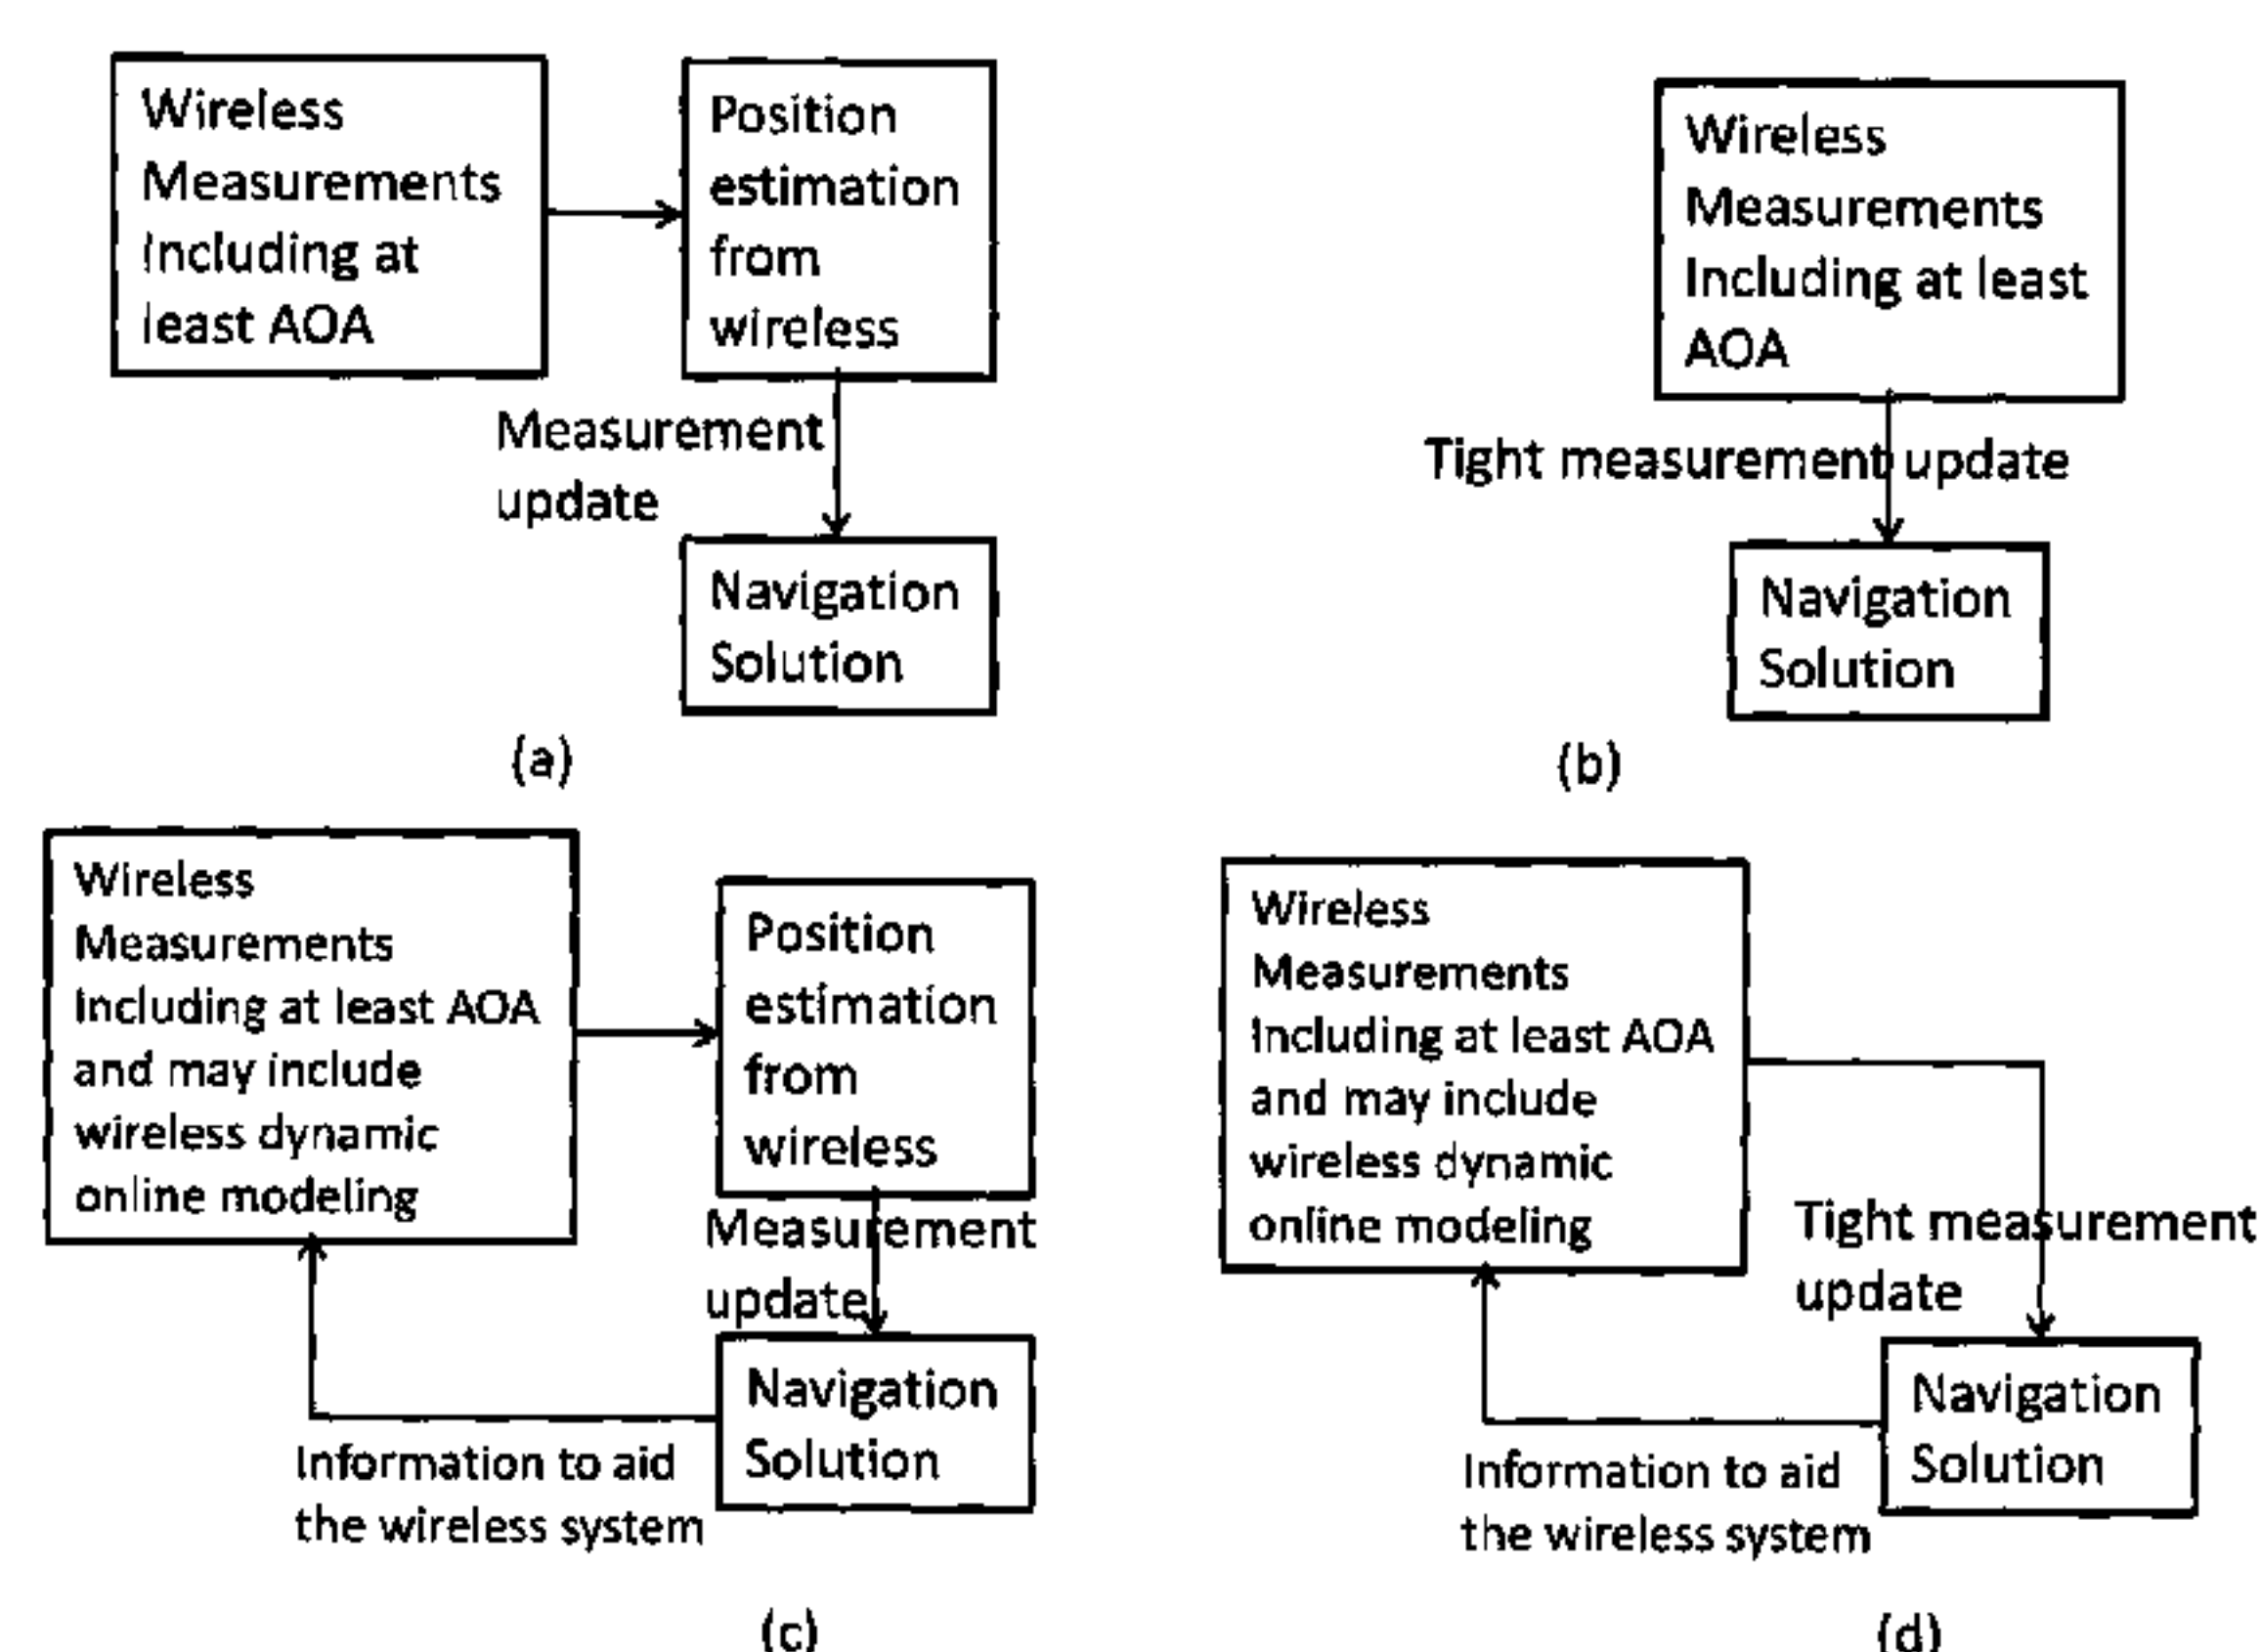 Wireless
Measurements
Including at
least AOA
Position
estimation
from
wireless
Measurement
update
Navigation
Solution
(a)
Wireless
Measurements
Including at least
AOA
Tight measurement update
Navigation
Solution
(b)
Wireless
Measurements
Including at least AOA
and may include
wireless dynamic
online modeling
Position
estimation
from
wireless
Measurement
update
Navigation
Solution
Information to aid
the wireless system
(c)
Wireless
Measurements
Including at least AOA
and may include
wireless dynamic
online modeling
Tight measurement
update
Navigation
Solution
Information to aid
the wireless system
(d)